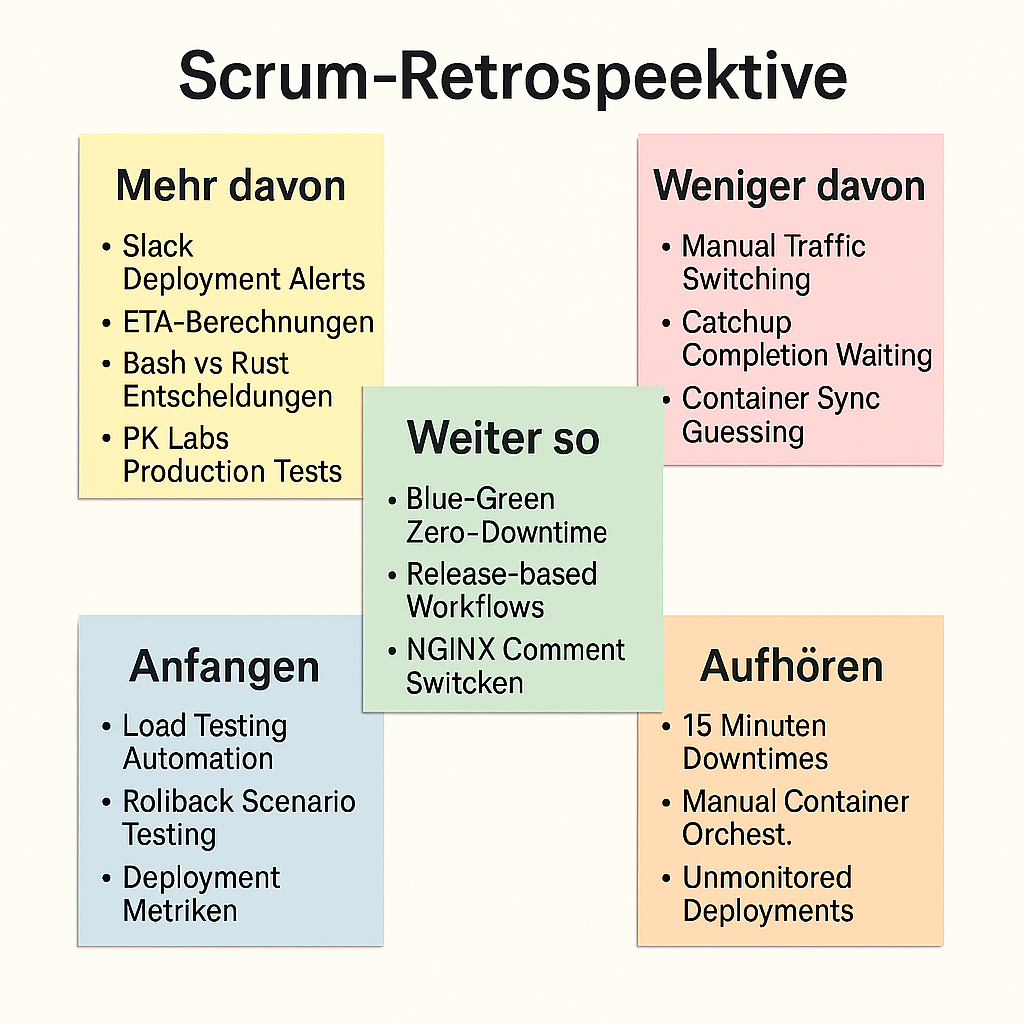 Scrum-Retrospeektive
Mehr davon
• Slack
Deployment Alerts
• ETA-Berechnungen
• Bash vs Rust
Entscheldungen
• PK Labs
Production Tests
Weniger davon
• Manual Traffic
Switching
• Catchup
Completion Waiting
• Container Sync
Guessing
Weiter so
• Blue-Green
Zero-Downtime
• Release-based
Workflows
• NGINX Comment
Switcken
Anfangen
• Load Testing
Automation
• Roliback Scenario
Testing
• Deployment
Metriken
Aufhören
• 15 Minuten
Downtimes
• Manual Container
Orchest.
• Unmonitored
Deployments